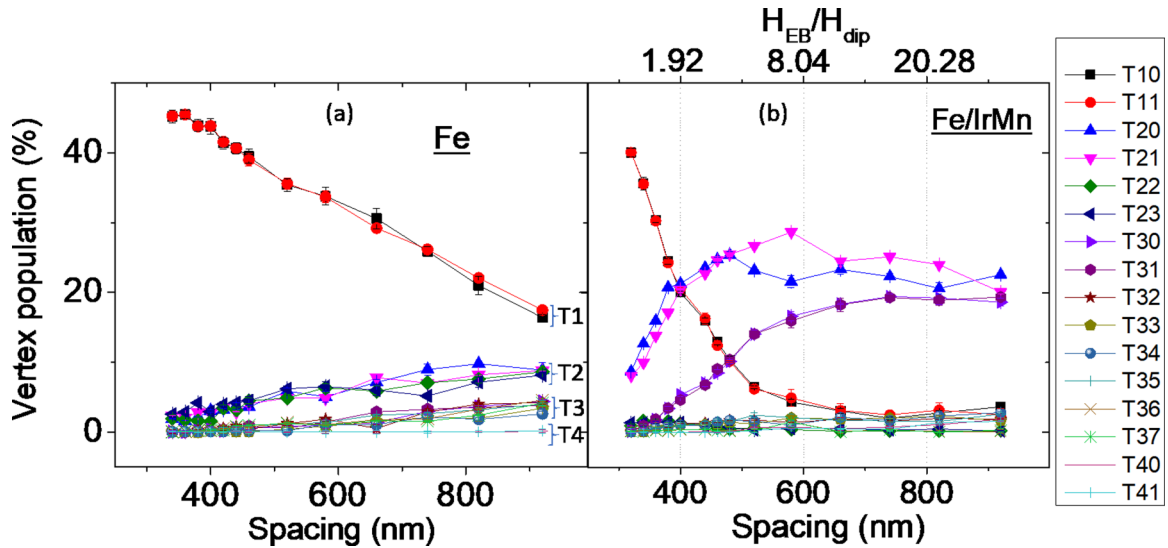 H_EB/H_dip
1.92 8.04 20.28
Vertex population (%)
40
20
0
(a)
Fe
T1
T2
T3
T4
400 600 800
Spacing (nm)
(b)
Fe/IrMn
400 600 800
Spacing (nm)
T10
T11
T20
T21
T22
T23
T30
T31
T32
T33
T34
T35
T36
T37
T40
T41